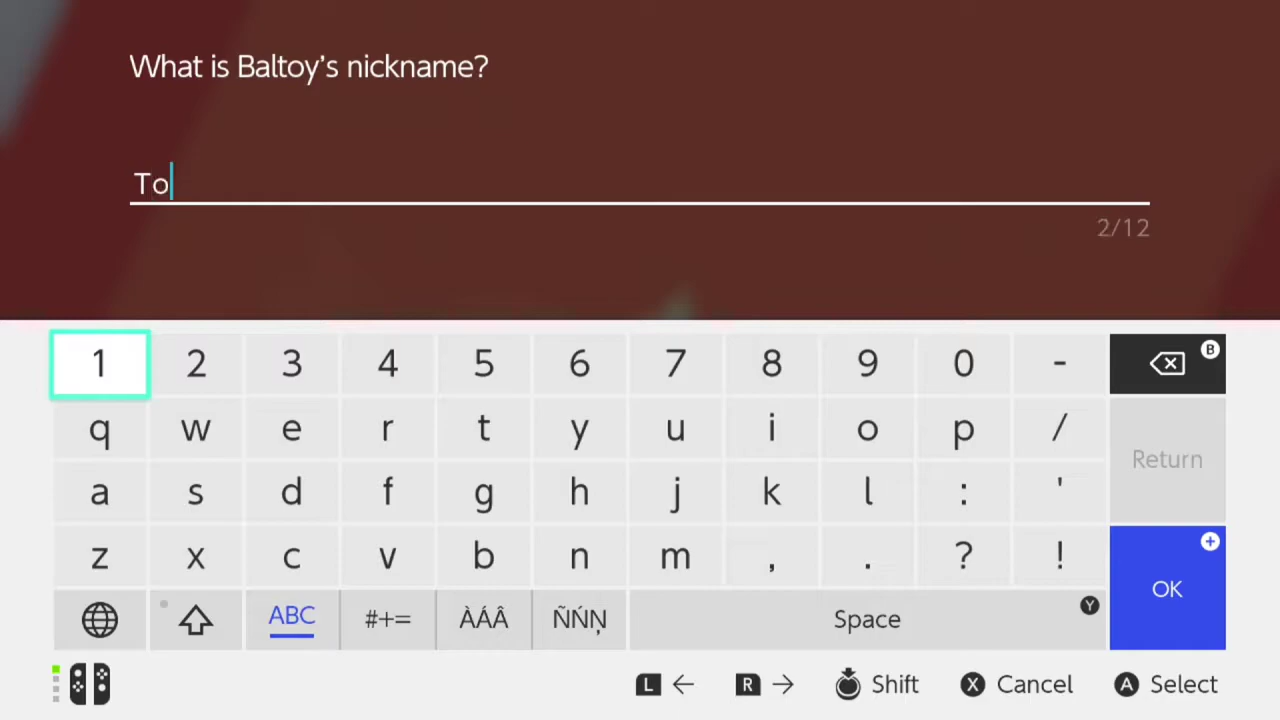 What is Baltoy's nickname?
To
2/12
1 2 3 4 5 6 7 8 9 0 - B
q w e r t y u i o p /
Return
a s d f g h j k l : '
z x c v b n m , . ? ! +
OK
ABC #+= ÀÁÂ ÑŃŅ Space Y
L ← R → Shift X Cancel A Select